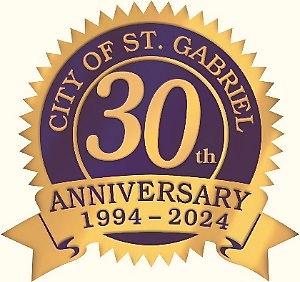 CITY OF ST. GABRIEL
30th
ANNIVERSARY
1994 – 2024